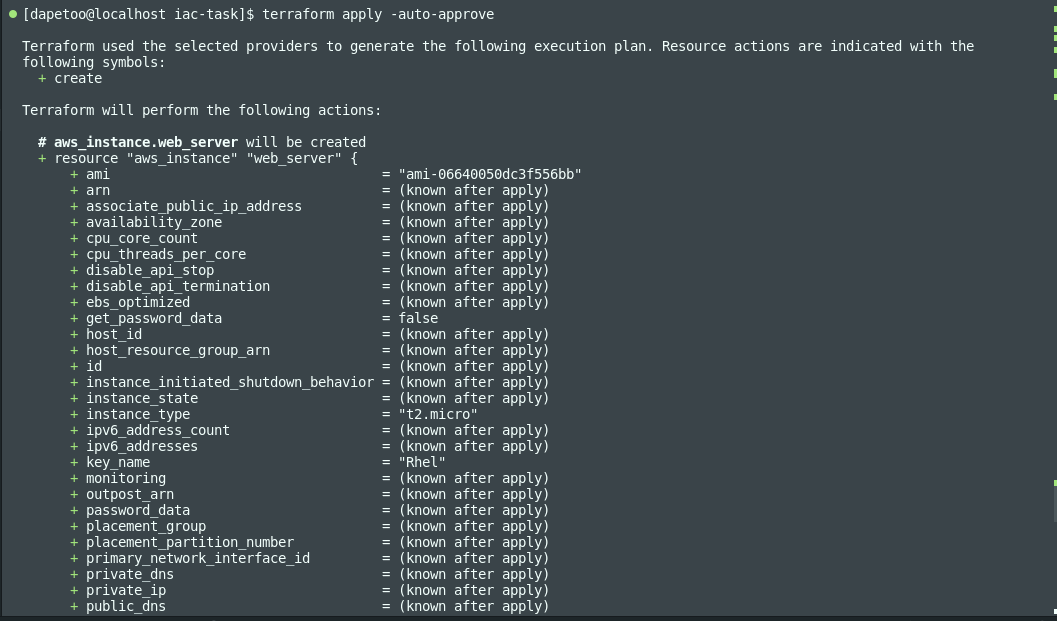 [dapetoo@localhost iac-task]$ terraform apply -auto-approve
Terraform used the selected providers to generate the following execution plan. Resource actions are indicated with the
following symbols:
+ create
Terraform will perform the following actions:
# aws_instance.web_server will be created
+ resource "aws_instance" "web_server" {
+ ami = "ami-06640050dc3f556bb"
+ arn = (known after apply)
+ associate_public_ip_address = (known after apply)
+ availability_zone = (known after apply)
+ cpu_core_count = (known after apply)
+ cpu_threads_per_core = (known after apply)
+ disable_api_stop = (known after apply)
+ disable_api_termination = (known after apply)
+ ebs_optimized = (known after apply)
+ get_password_data = false
+ host_id = (known after apply)
+ host_resource_group_arn = (known after apply)
+ id = (known after apply)
+ instance_initiated_shutdown_behavior = (known after apply)
+ instance_state = (known after apply)
+ instance_type = "t2.micro"
+ ipv6_address_count = (known after apply)
+ ipv6_addresses = (known after apply)
+ key_name = "Rhel"
+ monitoring = (known after apply)
+ outpost_arn = (known after apply)
+ password_data = (known after apply)
+ placement_group = (known after apply)
+ placement_partition_number = (known after apply)
+ primary_network_interface_id = (known after apply)
+ private_dns = (known after apply)
+ private_ip = (known after apply)
+ public_dns = (known after apply)